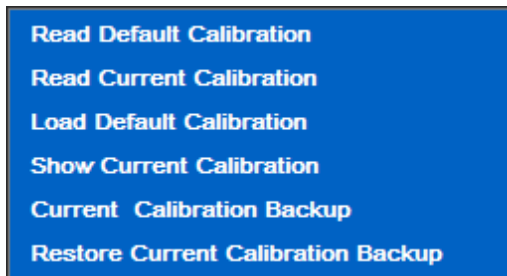 Read Default Calibration
Read Current Calibration
Load Default Calibration
Show Current Calibration
Current  Calibration Backup
Restore Current Calibration Backup